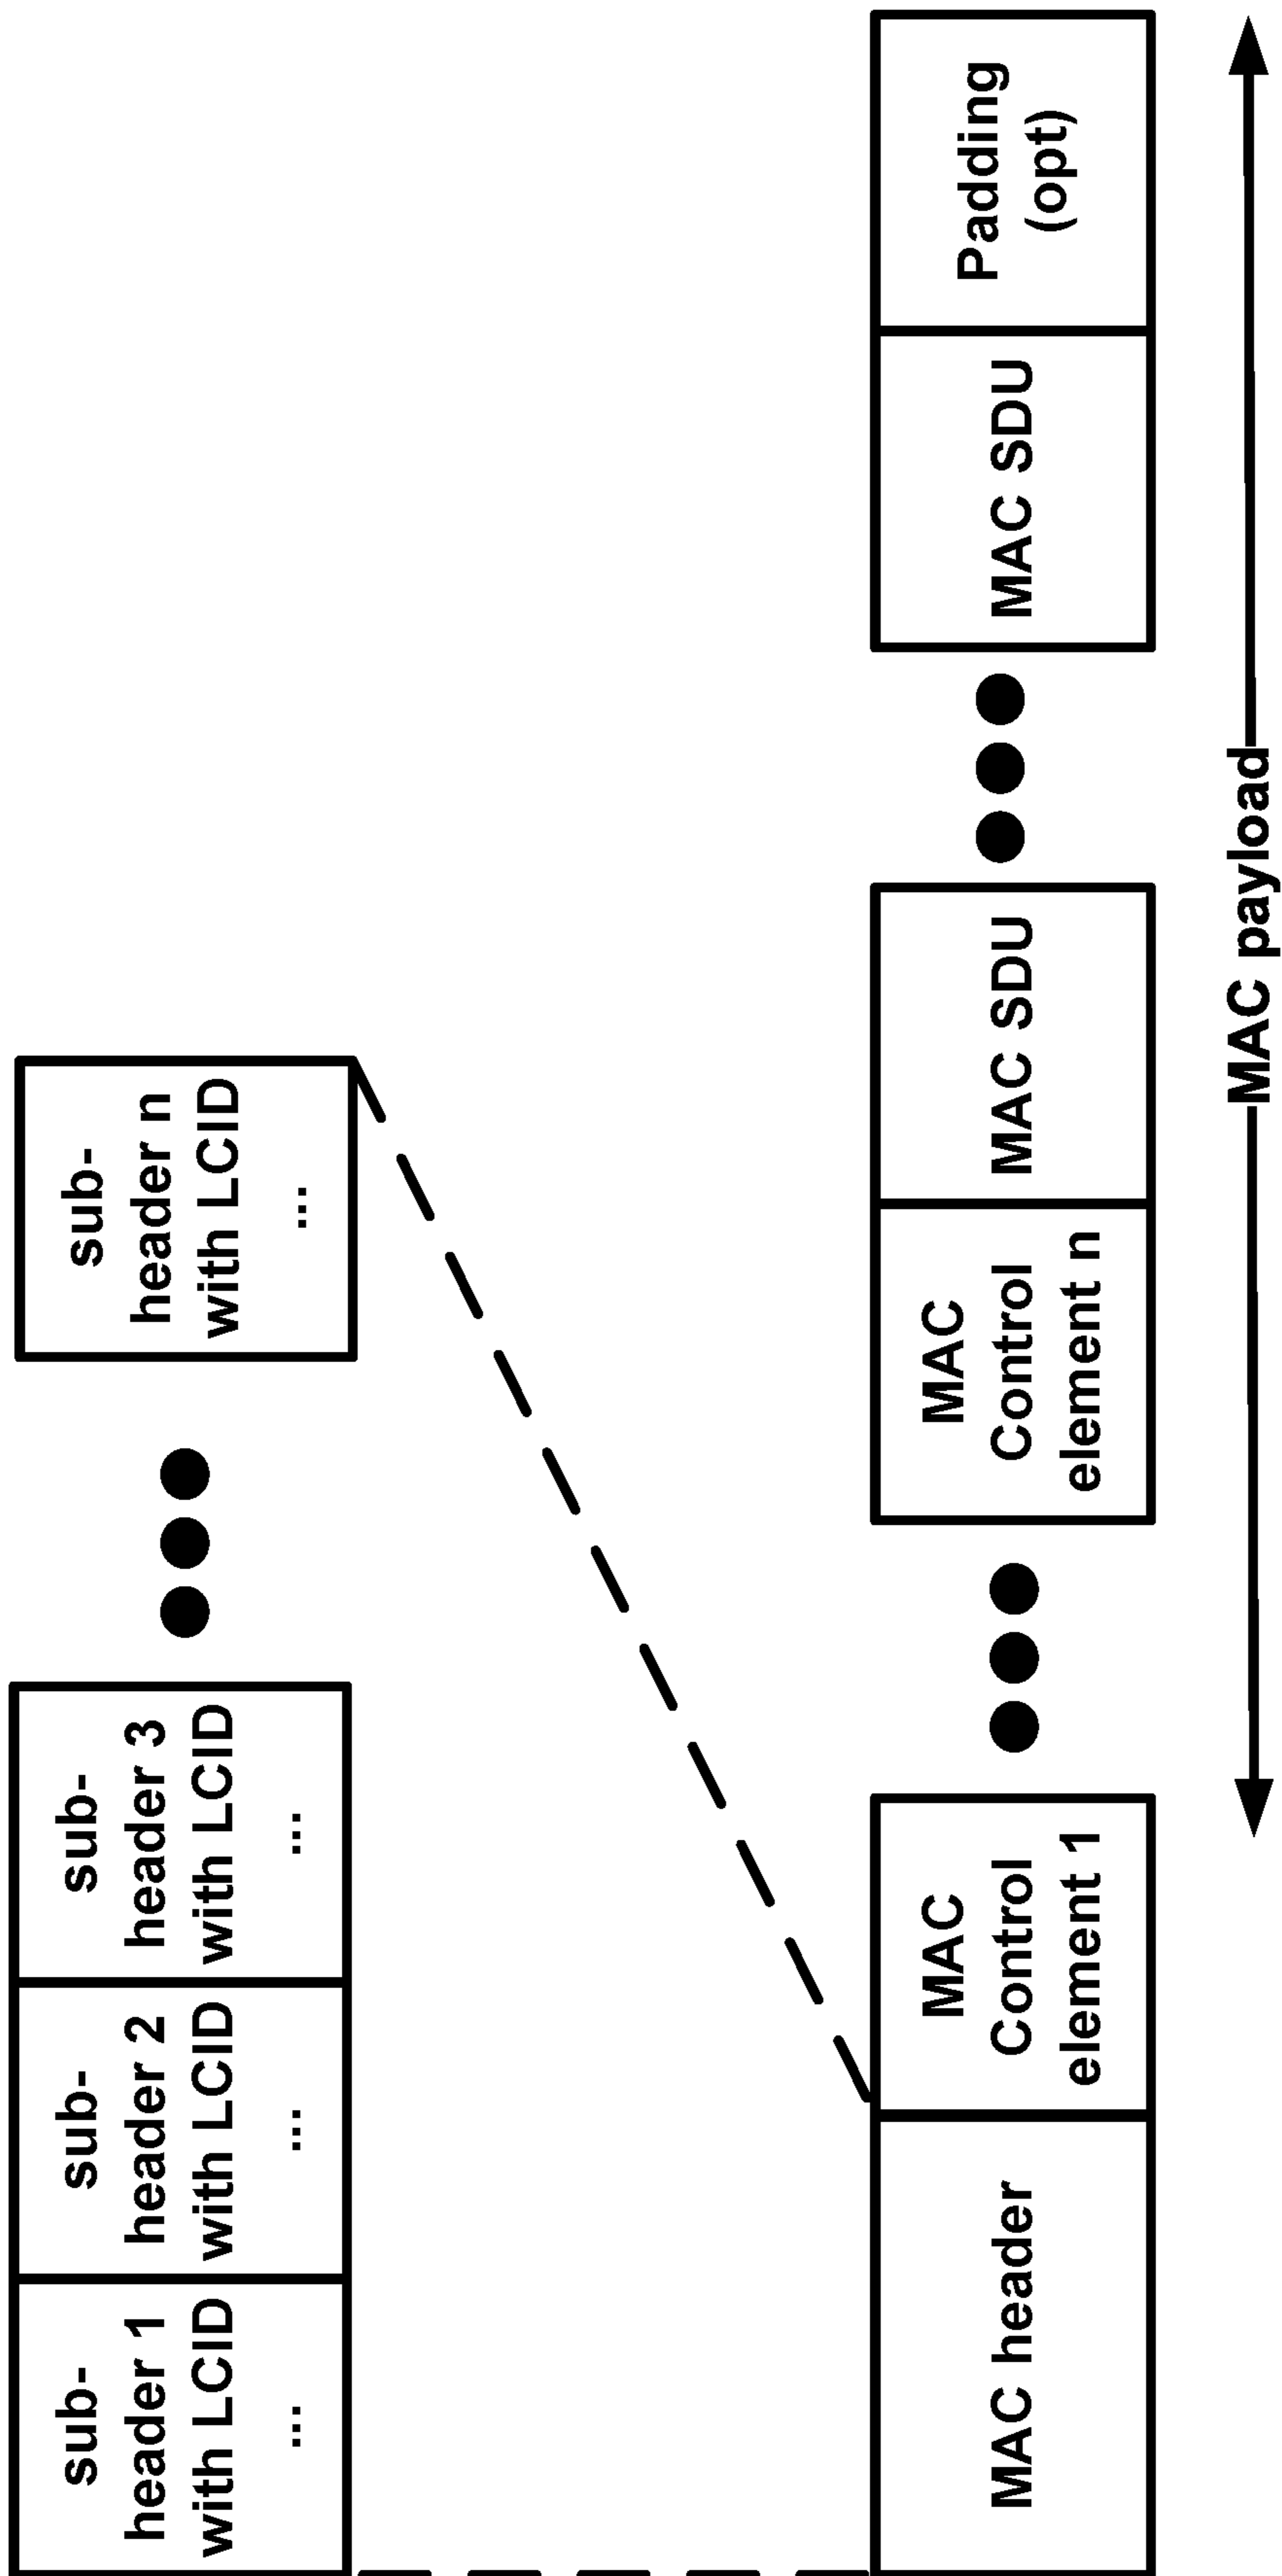 sub-
header 1
with LCID
...
sub-
header 2
with LCID
...
sub-
header 3
with LCID
...
sub-
header n
with LCID
...
MAC header
MAC
Control
element 1
MAC
Control
element n
MAC SDU
MAC SDU
Padding
(opt)
MAC payload